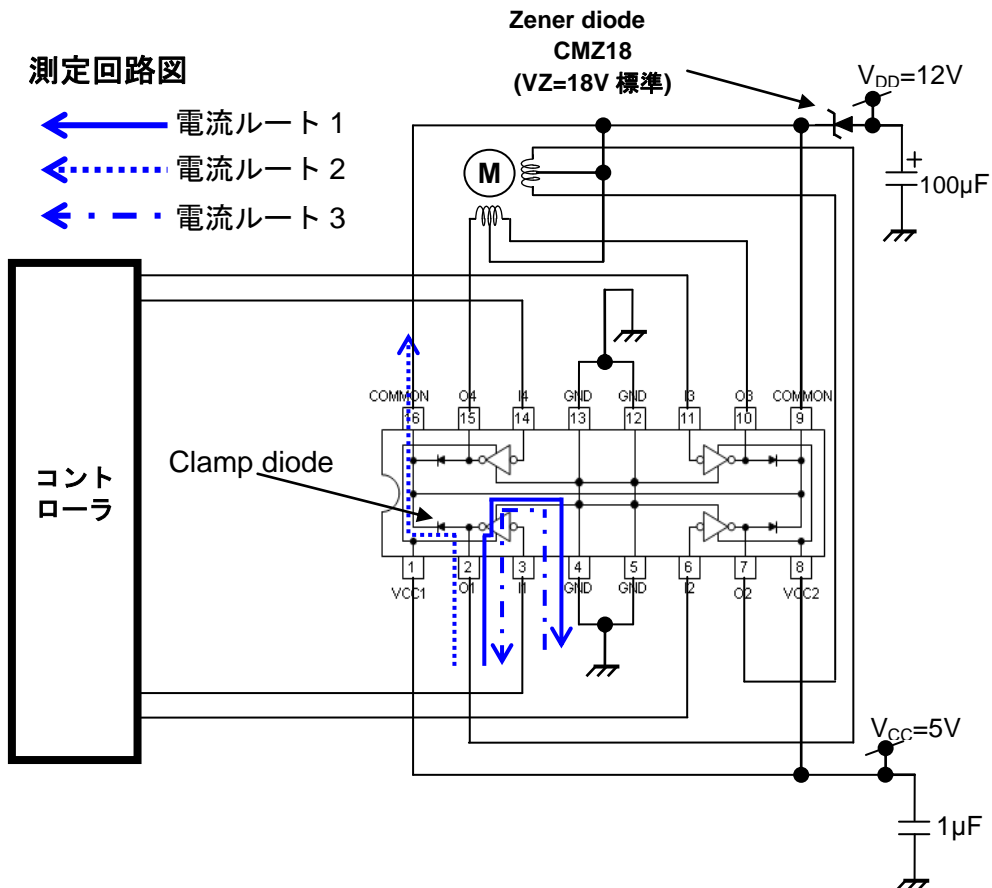 Zener diode
CMZ18
(VZ=18V 標準)
VDD=12V
測定回路図
電流ルート 1
電流ルート 2
電流ルート 3
M
+
100µF
COMMON O4 I4 GND GND I3 O3 COMMON
16 15 14 13 12 11 10 9
コント
ローラ
Clamp diode
1 2 3 4 5 6 7 8
VCC1 O1 I1 GND GND I2 O2 VCC2
VCC=5V
1µF